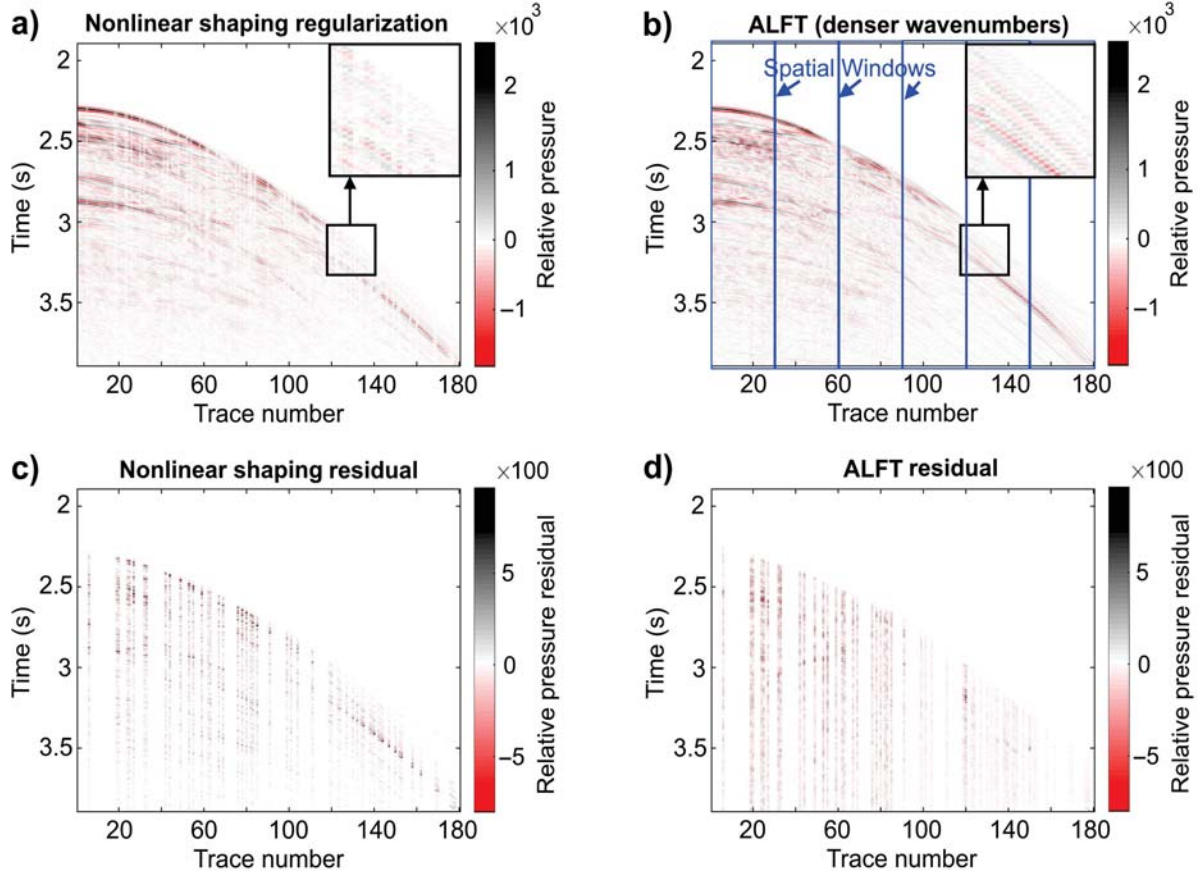 a) Nonlinear shaping regularization
×10³
2
2.5
3
3.5
Time (s)
20 60 100 140 180
Trace number
2
1
0
−1
Relative pressure
b) ALFT (denser wavenumbers)
×10³
Spatial Windows
2
2.5
3
3.5
Time (s)
20 60 100 140 180
Trace number
2
1
0
−1
Relative pressure
c) Nonlinear shaping residual
×100
2
2.5
3
3.5
Time (s)
20 60 100 140 180
Trace number
5
0
−5
Relative pressure residual
d) ALFT residual
×100
2
2.5
3
3.5
Time (s)
20 60 100 140 180
Trace number
5
0
−5
Relative pressure residual